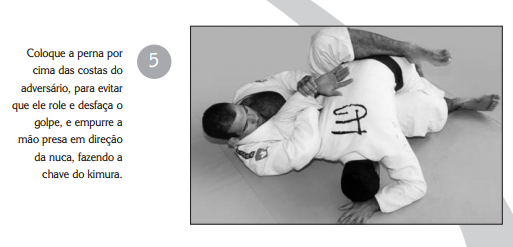 Coloque a perna por
cima das costas do
adversário, para evitar
que ele role e desfaça o
golpe, e empurre a
mão presa em direção
da nuca, fazendo a
chave do kimura.
5
GTI